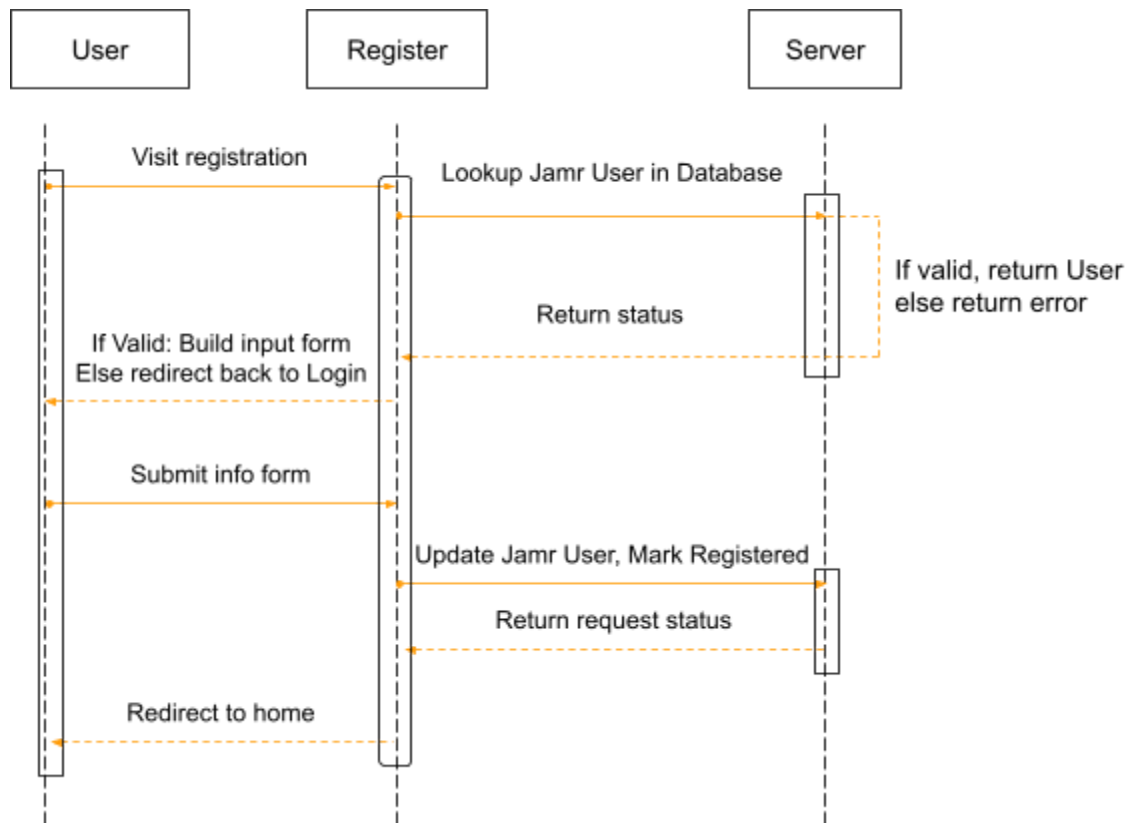 User
Register
Server
Visit registration
Lookup Jamr User in Database
If valid, return User
else return error
Return status
If Valid: Build input form
Else redirect back to Login
Submit info form
Update Jamr User, Mark Registered
Return request status
Redirect to home